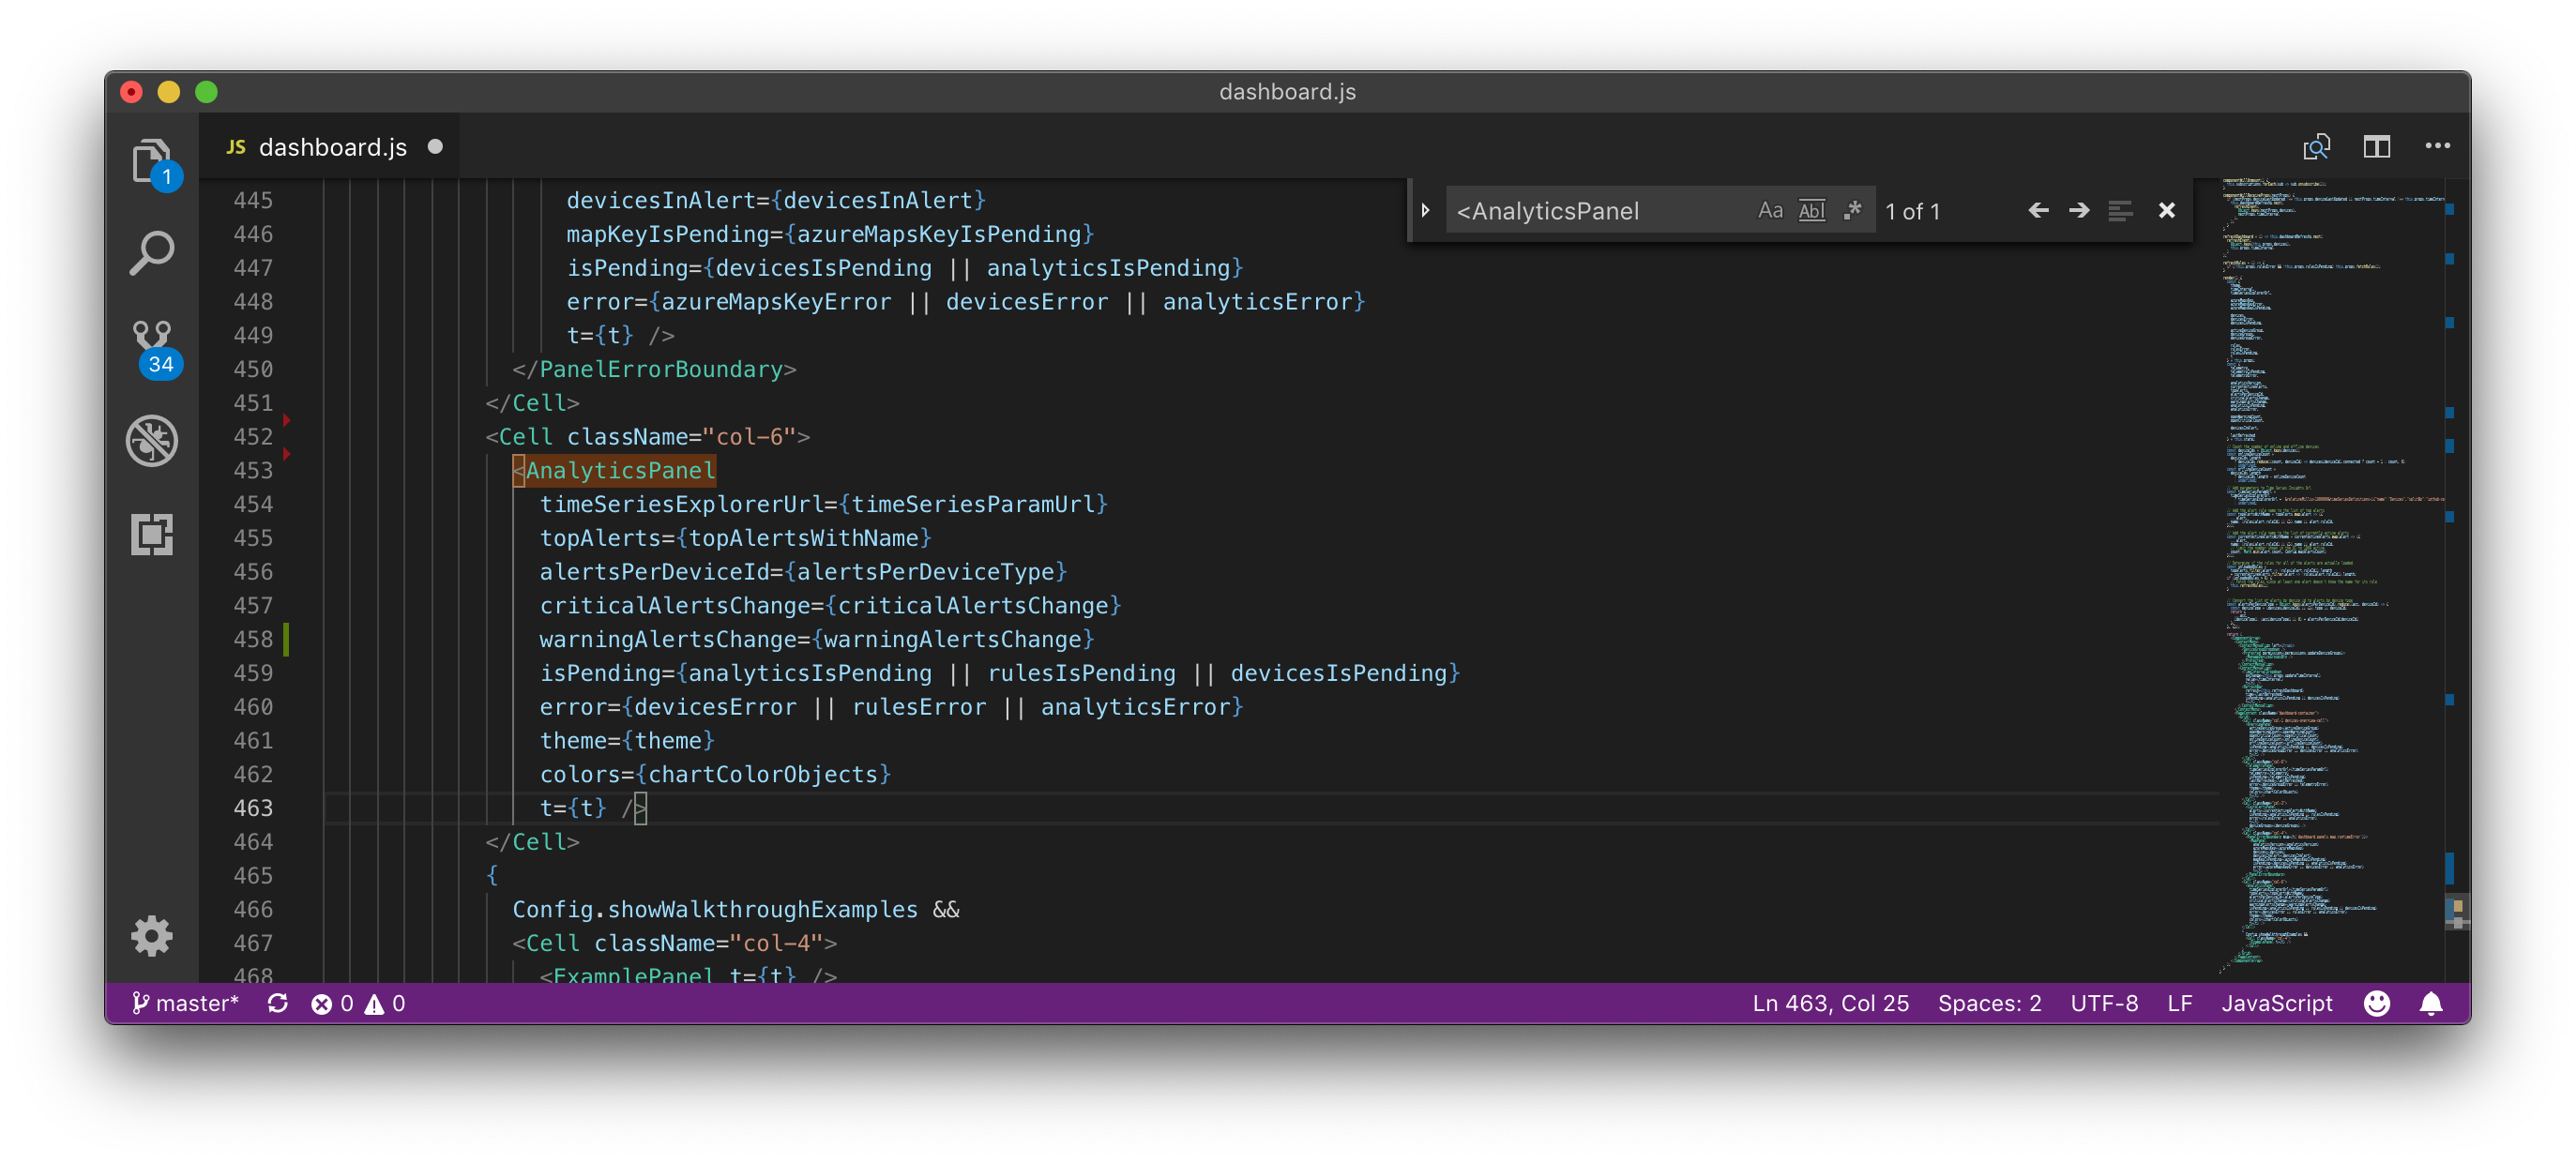 dashboard.js
JS dashboard.js
1
34
<AnalyticsPanel Aa Abl .* 1 of 1
445 devicesInAlert={devicesInAlert}
446 mapKeyIsPending={azureMapsKeyIsPending}
447 isPending={devicesIsPending || analyticsIsPending}
448 error={azureMapsKeyError || devicesError || analyticsError}
449 t={t} />
450 </PanelErrorBoundary>
451 </Cell>
452 <Cell className="col-6">
453 <AnalyticsPanel
454 timeSeriesExplorerUrl={timeSeriesParamUrl}
455 topAlerts={topAlertsWithName}
456 alertsPerDeviceId={alertsPerDeviceType}
457 criticalAlertsChange={criticalAlertsChange}
458 warningAlertsChange={warningAlertsChange}
459 isPending={analyticsIsPending || rulesIsPending || devicesIsPending}
460 error={devicesError || rulesError || analyticsError}
461 theme={theme}
462 colors={chartColorObjects}
463 t={t} />
464 </Cell>
465 {
466 Config.showWalkthroughExamples &&
467 <Cell className="col-4">
468 <ExamplePanel t={t} />
master* 0 0 Ln 463, Col 25 Spaces: 2 UTF-8 LF JavaScript